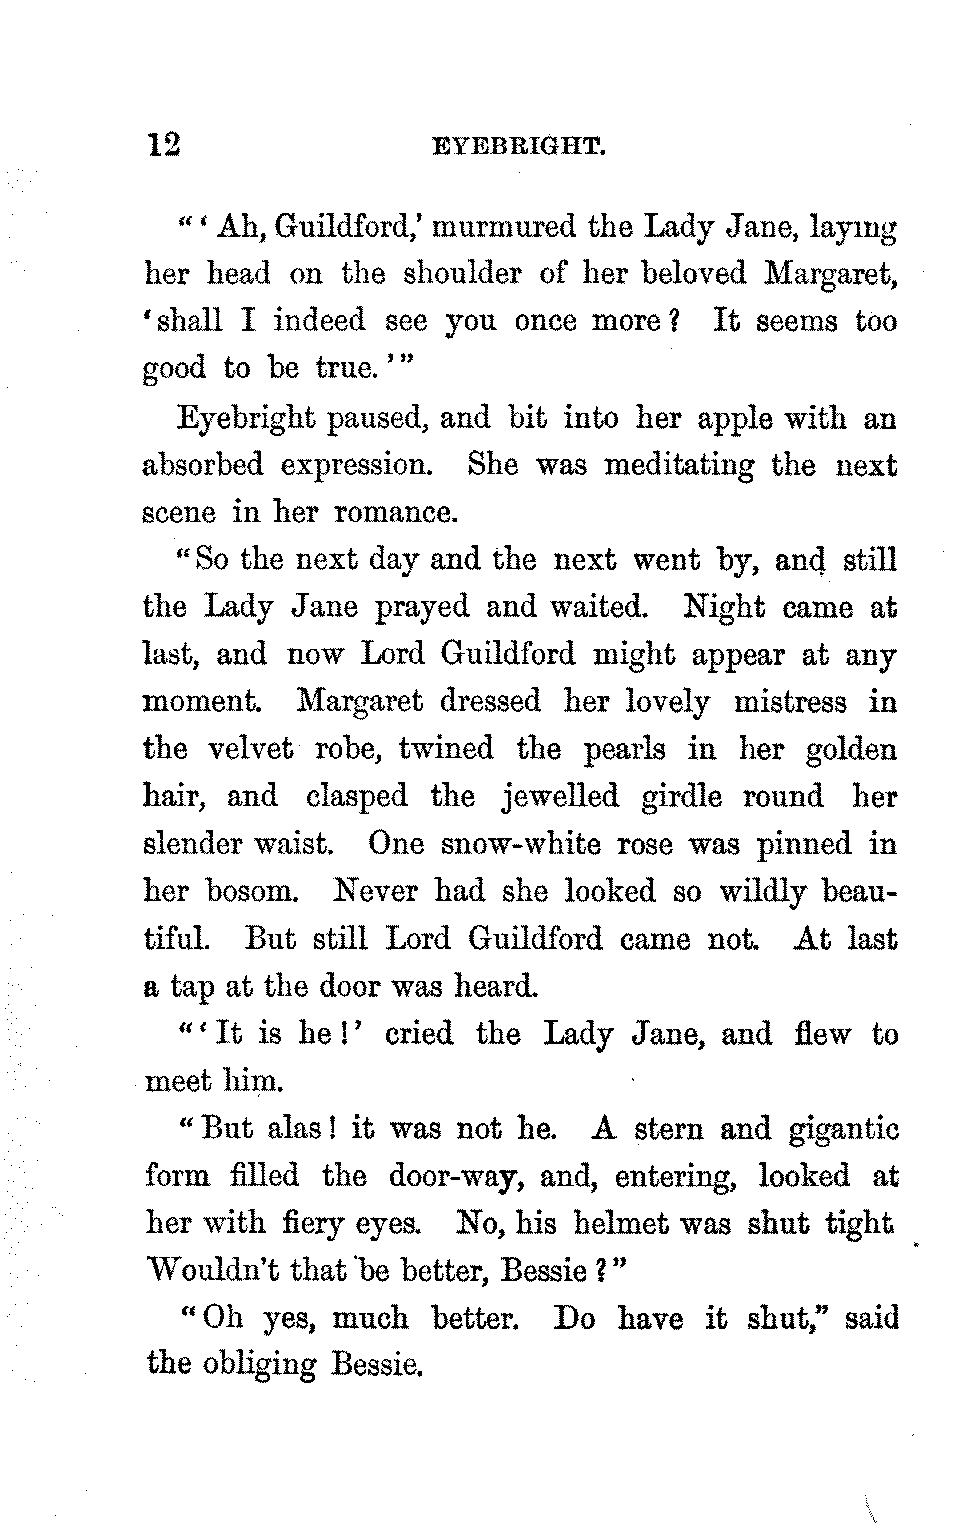 12 EYEBRIGHT.
"'Ah, Guildford,' murmured the Lady Jane, laying
her head on the shoulder of her beloved Margaret,
'shall I indeed see you once more? It seems too
good to be true.'"
Eyebright paused, and bit into her apple with an
absorbed expression. She was meditating the next
scene in her romance.
"So the next day and the next went by, and still
the Lady Jane prayed and waited. Night came at
last, and now Lord Guildford might appear at any
moment. Margaret dressed her lovely mistress in
the velvet robe, twined the pearls in her golden
hair, and clasped the jewelled girdle round her
slender waist. One snow-white rose was pinned in
her bosom. Never had she looked so wildly beau-
tiful. But still Lord Guildford came not. At last
a tap at the door was heard.
"'It is he!' cried the Lady Jane, and flew to
meet him.
"But alas! it was not he. A stern and gigantic
form filled the door-way, and, entering, looked at
her with fiery eyes. No, his helmet was shut tight.
Wouldn't that be better, Bessie?"
"Oh yes, much better. Do have it shut," said
the obliging Bessie.